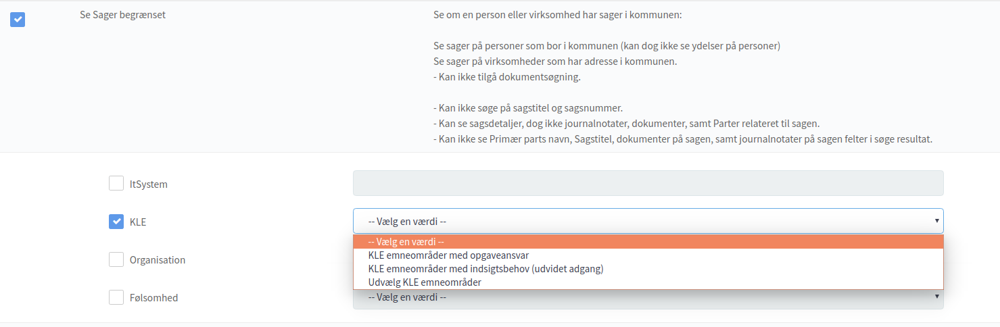 Se Sager begrænset
Se om en person eller virksomhed har sager i kommunen:
Se sager på personer som bor i kommunen (kan dog ikke se ydelser på personer)
Se sager på virksomheder som har adresse i kommunen.
- Kan ikke tilgå dokumentsøgning.
- Kan ikke søge på sagstitel og sagsnummer.
- Kan se sagsdetaljer, dog ikke journalnotater, dokumenter, samt Parter relateret til sagen.
- Kan ikke se Primær parts navn, Sagstitel, dokumenter på sagen, samt journalnotater på sagen felter i søge resultat.
ItSystem
KLE
-- Vælg en værdi --
-- Vælg en værdi --
KLE emneområder med opgaveansvar
KLE emneområder med indsigtsbehov (udvidet adgang)
Udvælg KLE emneområder
Organisation
Følsomhed
-- Vælg en værdi --